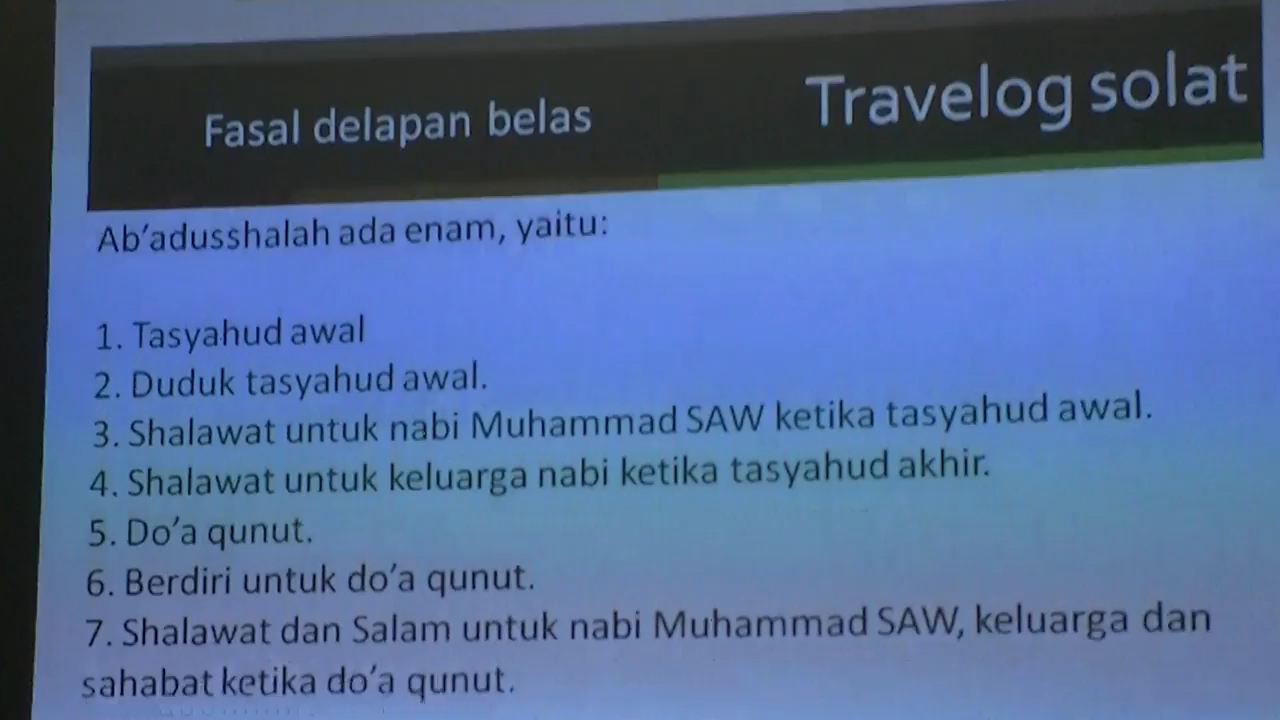 Fasal delapan belas
Travelog solat
Ab'adusshalah ada enam, yaitu:
1. Tasyahud awal
2. Duduk tasyahud awal.
3. Shalawat untuk nabi Muhammad SAW ketika tasyahud awal.
4. Shalawat untuk keluarga nabi ketika tasyahud akhir.
5. Do'a qunut.
6. Berdiri untuk do'a qunut.
7. Shalawat dan Salam untuk nabi Muhammad SAW, keluarga dan
sahabat ketika do'a qunut.